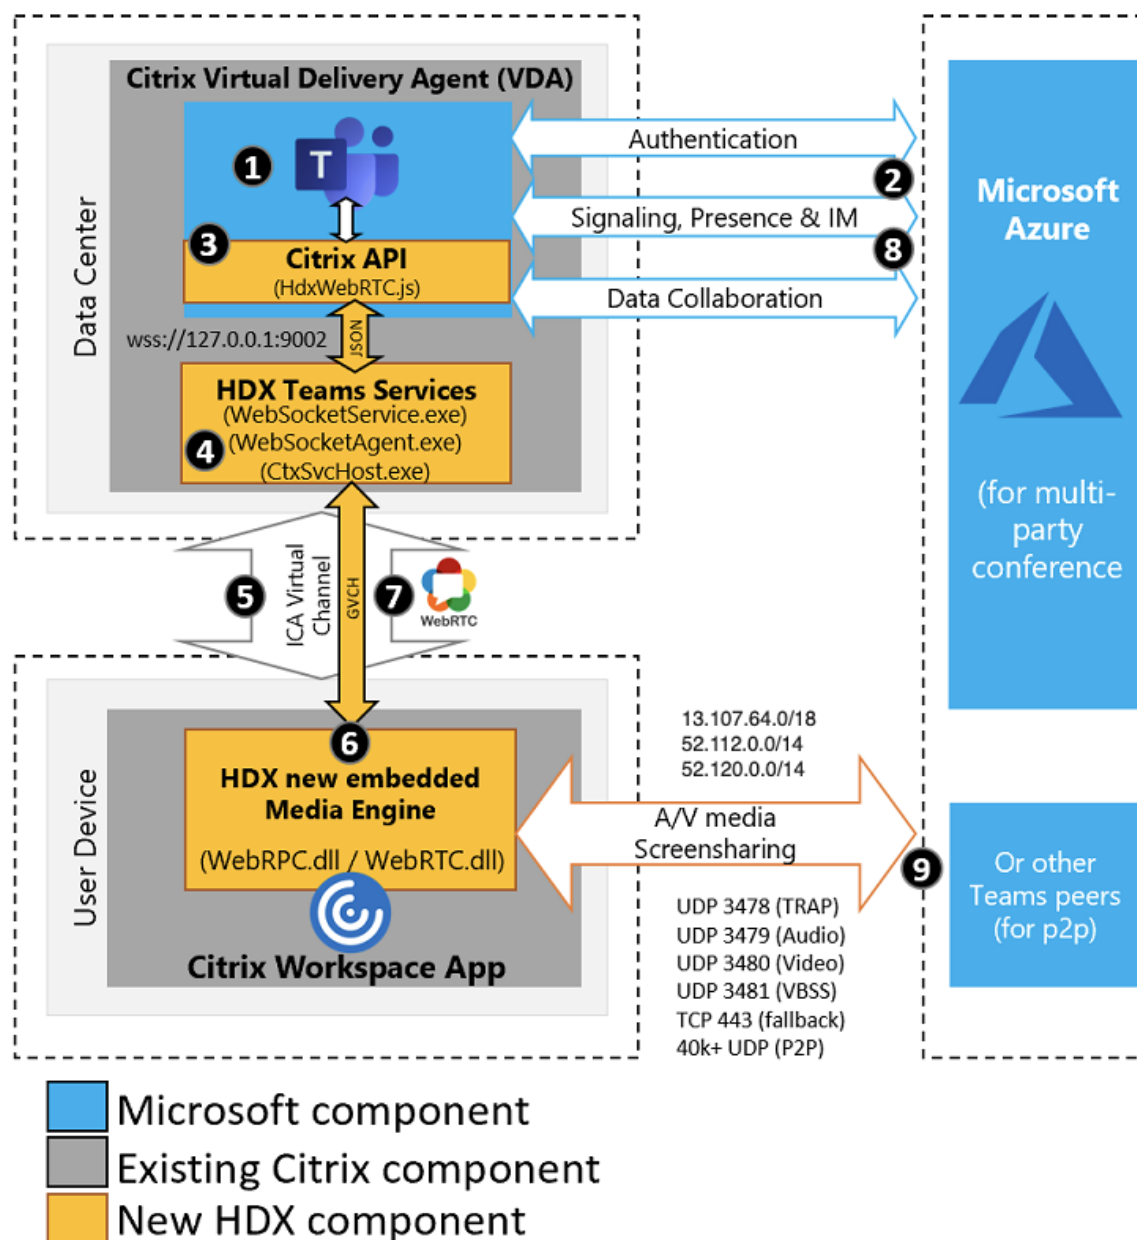 Citrix Virtual Delivery Agent (VDA)
1
T
Authentication
2
Signaling, Presence & IM
8
Data Collaboration
Microsoft
Azure
(for multi-
party
conference
3
Citrix API
(HdxWebRTC.js)
Data Center
wss://127.0.0.1:9002
JSON
HDX Teams Services
(WebSocketService.exe)
4
(WebSocketAgent.exe)
(CtxSvcHost.exe)
5
ICA Virtual
Channel
GVCH
7
WebRTC
6
HDX new embedded
Media Engine
(WebRPC.dll / WebRTC.dll)
User Device
Citrix Workspace App
13.107.64.0/18
52.112.0.0/14
52.120.0.0/14
A/V media
Screensharing
9
Or other
Teams peers
(for p2p)
UDP 3478 (TRAP)
UDP 3479 (Audio)
UDP 3480 (Video)
UDP 3481 (VBSS)
TCP 443 (fallback)
40k+ UDP (P2P)
Microsoft component
Existing Citrix component
New HDX component